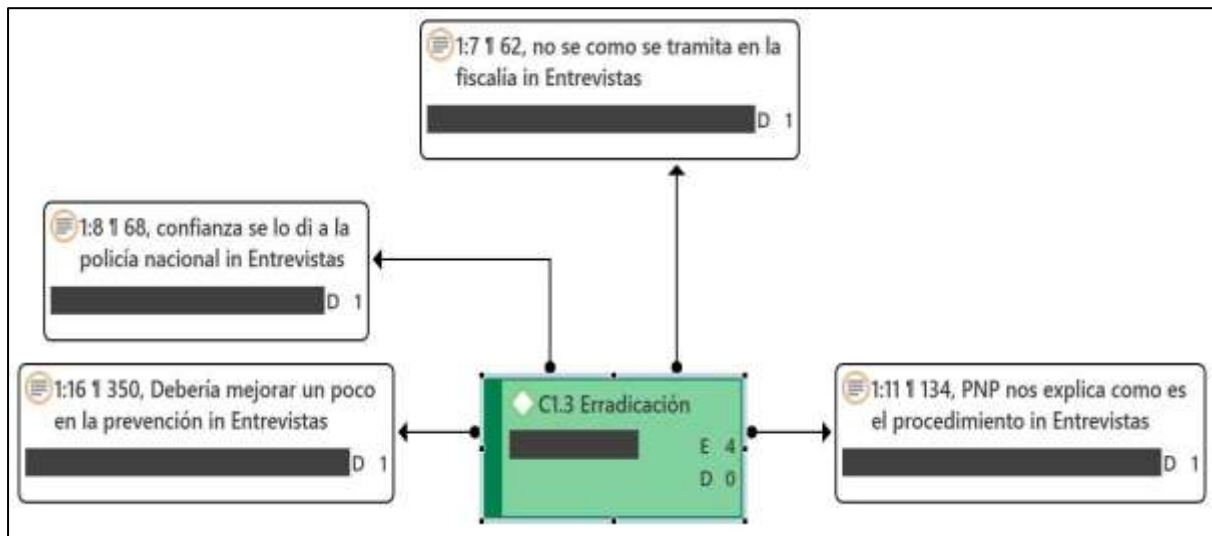 1:7 ¶ 62, no se como se tramita en la
fiscalía in Entrevistas
D 1
1:8 ¶ 68, confianza se lo di a la
policía nacional in Entrevistas
D 1
1:16 ¶ 350, Debería mejorar un poco
en la prevención in Entrevistas
D 1
C1.3 Erradicación
E 4
D 0
1:11 ¶ 134, PNP nos explica como es
el procedimiento in Entrevistas
D 1